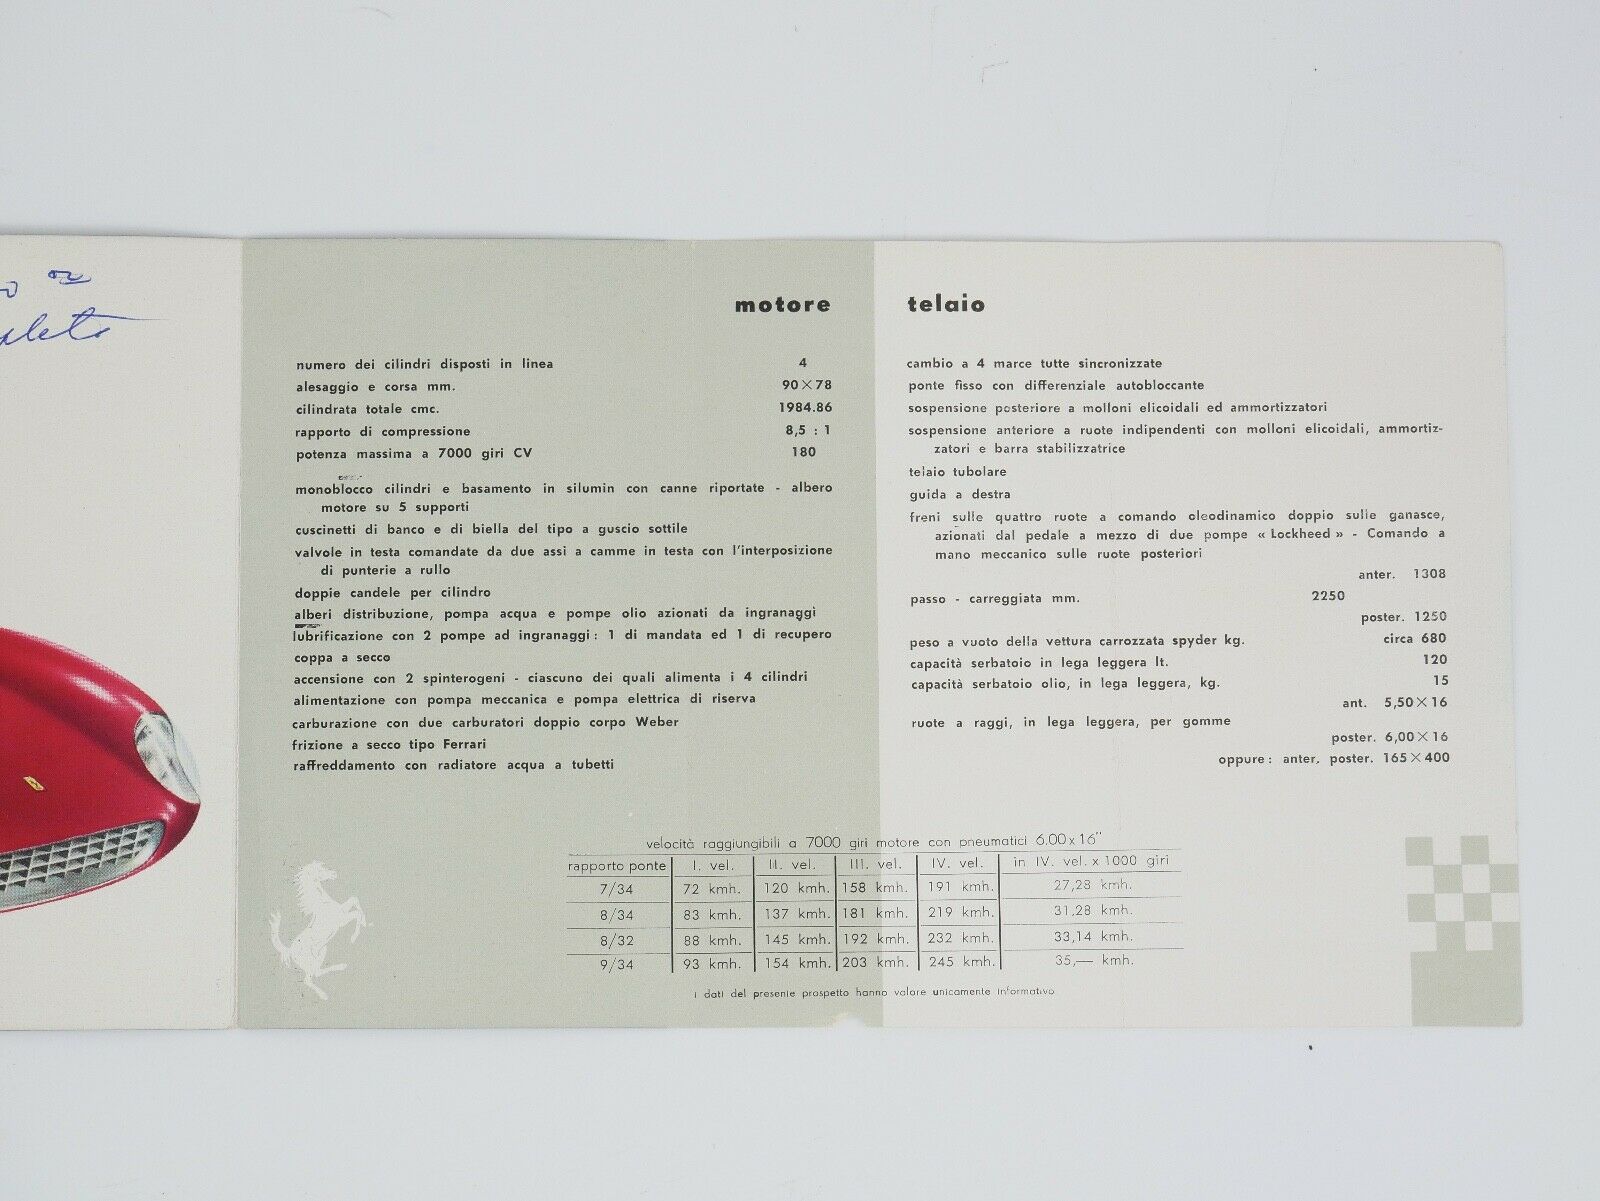 motore
numero dei cilindri disposti in linea 4
alesaggio e corsa mm. 90×78
cilindrata totale cmc. 1984.86
rapporto di compressione 8,5 : 1
potenza massima a 7000 giri CV 180
monoblocco cilindri e basamento in silumin con canne riportate - albero
motore su 5 supporti
cuscinetti di banco e di biella del tipo a guscio sottile
valvole in testa comandate da due assi a camme in testa con l'interposizione
di punterie a rullo
doppie candele per cilindro
alberi distribuzione, pompa acqua e pompe olio azionati da ingranaggi
lubrificazione con 2 pompe ad ingranaggi: 1 di mandata ed 1 di recupero
coppa a secco
accensione con 2 spinterogeni - ciascuno dei quali alimenta i 4 cilindri
alimentazione con pompa meccanica e pompa elettrica di riserva
carburazione con due carburatori doppio corpo Weber
frizione a secco tipo Ferrari
raffreddamento con radiatore acqua a tubetti
telaio
cambio a 4 marce tutte sincronizzate
ponte fisso con differenziale autobloccante
sospensione posteriore a molloni elicoidali ed ammortizzatori
sospensione anteriore a ruote indipendenti con molloni elicoidali, ammortiz-
zatori e barra stabilizzatrice
telaio tubolare
guida a destra
freni sulle quattro ruote a comando oleodinamico doppio sulle ganasce,
azionati dal pedale a mezzo di due pompe « Lockheed » - Comando a
mano meccanico sulle ruote posteriori
anter. 1308
passo - carreggiata mm. 2250
poster. 1250
peso a vuoto della vettura carrozzata spyder kg. circa 680
capacità serbatoio in lega leggera lt. 120
capacità serbatoio olio, in lega leggera, kg. 15
ant. 5,50×16
ruote a raggi, in lega leggera, per gomme
poster. 6,00×16
oppure: anter. poster. 165×400
velocità raggiungibili a 7000 giri motore con pneumatici 6.00x16"
rapporto ponte I. vel. II. vel. III. vel. IV. vel. in IV. vel. x 1000 giri
7/34 72 kmh. 120 kmh. 158 kmh. 191 kmh. 27,28 kmh.
8/34 83 kmh. 137 kmh. 181 kmh. 219 kmh. 31,28 kmh.
8/32 88 kmh. 145 kmh. 192 kmh. 232 kmh. 33,14 kmh.
9/34 93 kmh. 154 kmh. 203 kmh. 245 kmh. 35,— kmh.
i dati del presente prospetto hanno valore unicamente informativo